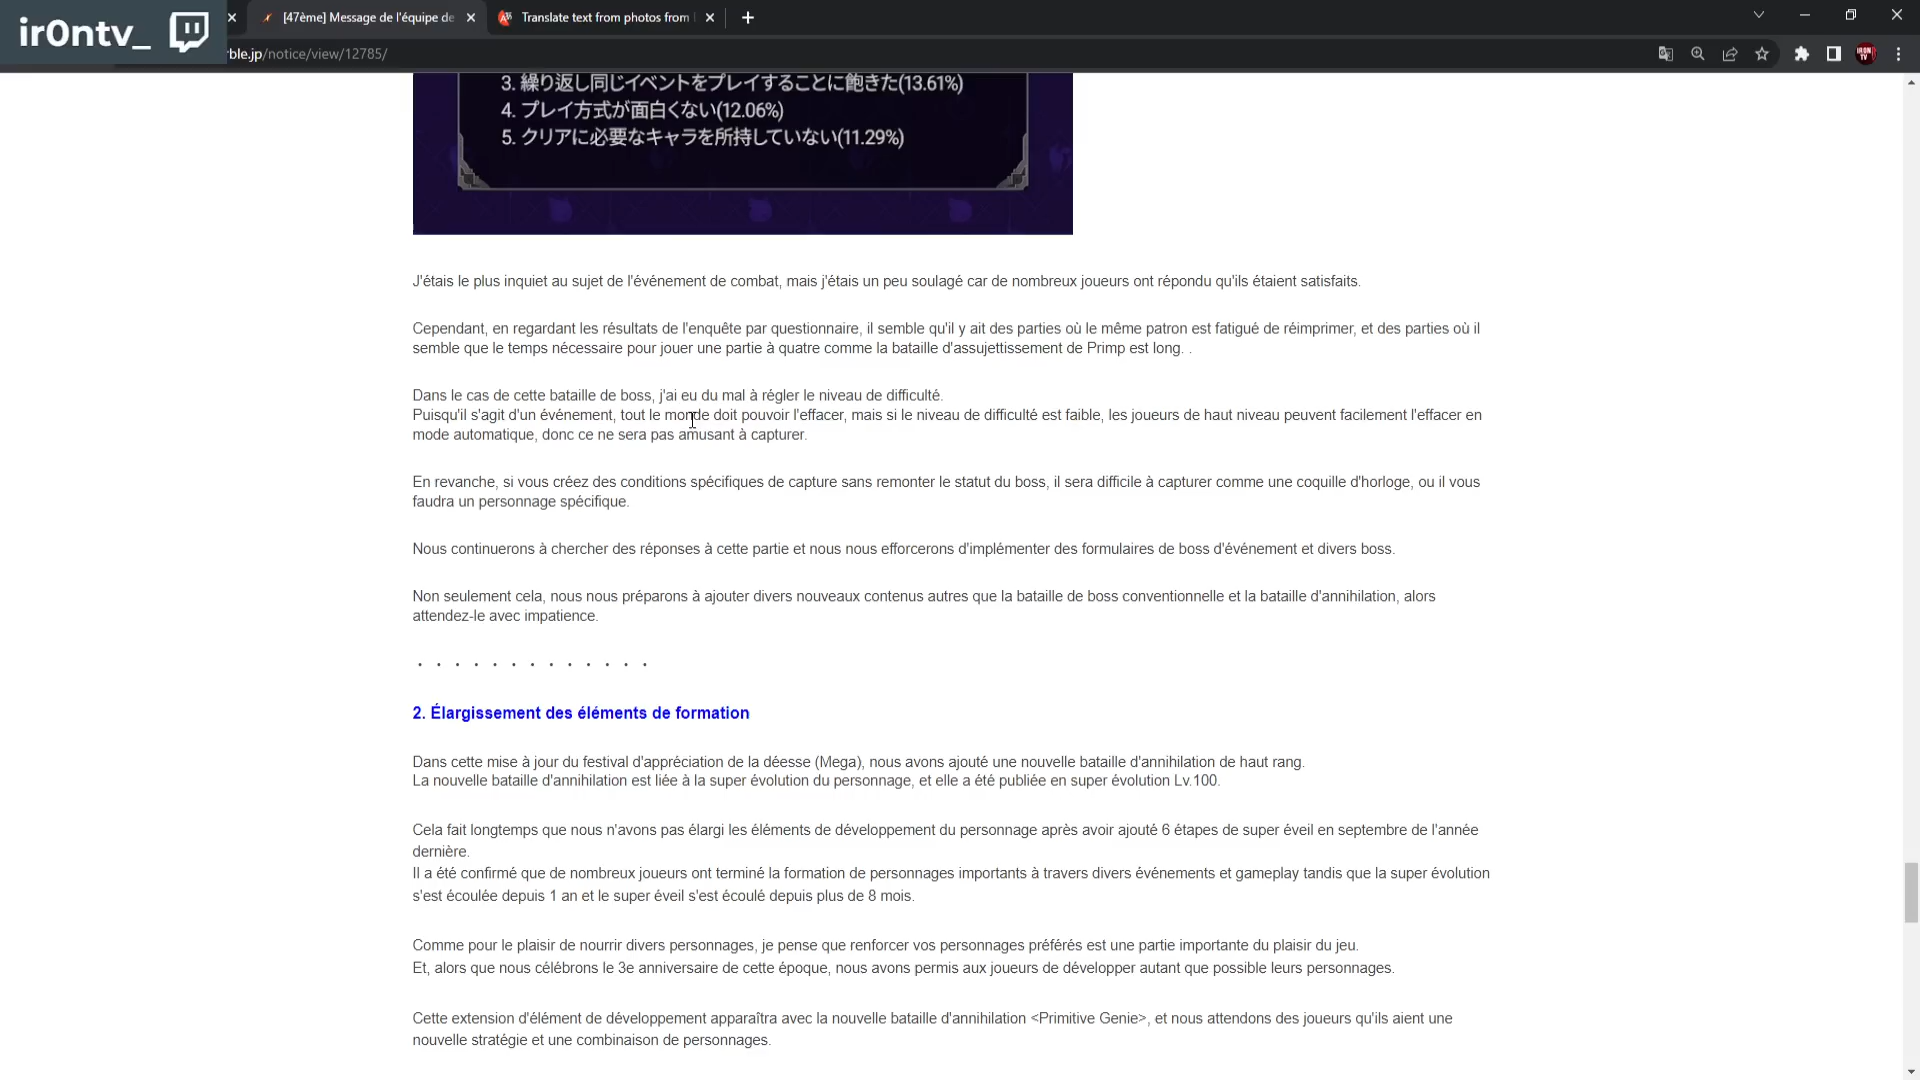 ir0ntv_
[47ème] Message de l'équipe de
Translate text from photos from
rble.jp/notice/view/12785/
3. 繰り返し同じイベントをプレイすることに飽きた(13.61%)
4. プレイ方式が面白くない(12.06%)
5. クリアに必要なキャラを所持していない(11.29%)
J'étais le plus inquiet au sujet de l'événement de combat, mais j'étais un peu soulagé car de nombreux joueurs ont répondu qu'ils étaient satisfaits.
Cependant, en regardant les résultats de l'enquête par questionnaire, il semble qu'il y ait des parties où le même patron est fatigué de réimprimer, et des parties où il
semble que le temps nécessaire pour jouer une partie à quatre comme la bataille d'assujettissement de Primp est long. .
Dans le cas de cette bataille de boss, j'ai eu du mal à régler le niveau de difficulté.
Puisqu'il s'agit d'un événement, tout le monde doit pouvoir l'effacer, mais si le niveau de difficulté est faible, les joueurs de haut niveau peuvent facilement l'effacer en
mode automatique, donc ce ne sera pas amusant à capturer.
En revanche, si vous créez des conditions spécifiques de capture sans remonter le statut du boss, il sera difficile à capturer comme une coquille d'horloge, ou il vous
faudra un personnage spécifique.
Nous continuerons à chercher des réponses à cette partie et nous nous efforcerons d'implémenter des formulaires de boss d'événement et divers boss.
Non seulement cela, nous nous préparons à ajouter divers nouveaux contenus autres que la bataille de boss conventionnelle et la bataille d'annihilation, alors
attendez-le avec impatience.
・・・・・・・・・・・・・
2. Élargissement des éléments de formation
Dans cette mise à jour du festival d'appréciation de la déesse (Mega), nous avons ajouté une nouvelle bataille d'annihilation de haut rang.
La nouvelle bataille d'annihilation est liée à la super évolution du personnage, et elle a été publiée en super évolution Lv.100.
Cela fait longtemps que nous n'avons pas élargi les éléments de développement du personnage après avoir ajouté 6 étapes de super éveil en septembre de l'année
dernière.
Il a été confirmé que de nombreux joueurs ont terminé la formation de personnages importants à travers divers événements et gameplay tandis que la super évolution
s'est écoulée depuis 1 an et le super éveil s'est écoulé depuis plus de 8 mois.
Comme pour le plaisir de nourrir divers personnages, je pense que renforcer vos personnages préférés est une partie importante du plaisir du jeu.
Et, alors que nous célébrons le 3e anniversaire de cette époque, nous avons permis aux joueurs de développer autant que possible leurs personnages.
Cette extension d'élément de développement apparaîtra avec la nouvelle bataille d'annihilation <Primitive Genie>, et nous attendons des joueurs qu'ils aient une
nouvelle stratégie et une combinaison de personnages.